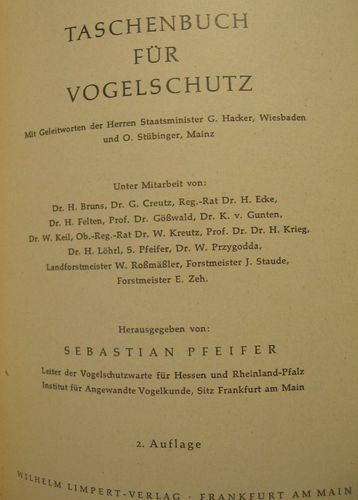 TASCHENBUCH
FÜR
VOGELSCHUTZ
Mit Geleitworten der Herren Staatsminister G. Hacker, Wiesbaden
und O. Stübinger, Mainz
Unter Mitarbeit von:
Dr. H. Bruns, Dr. G. Creutz, Reg.-Rat Dr. H. Ecke,
Dr. H. Felten, Prof. Dr. Gößwald, Dr. K. v. Gunten,
Dr. W. Keil, Ob.-Reg.-Rat Dr. W. Kreutz, Prof. Dr. Dr. H. Krieg,
Dr. H. Löhrl, S. Pfeifer, Dr. W. Przygodda,
Landforstmeister W. Roßmäßler, Forstmeister J. Staude,
Forstmeister E. Zeh.
Herausgegeben von:
SEBASTIAN PFEIFER
Leiter der Vogelschutzwarte für Hessen und Rheinland-Pfalz
Institut für Angewandte Vogelkunde, Sitz Frankfurt am Main
2. Auflage
WILHELM LIMPERT-VERLAG · FRANKFURT AM MAIN